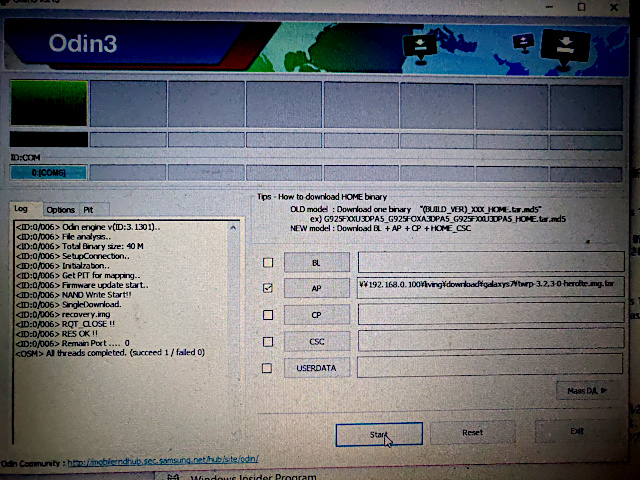 Odin3
ID:COM
0:[COM6]
Log
Options
Pit
<ID:0/006> Odin engine v(ID:3.1301)..
<ID:0/006> File analysis..
<ID:0/006> Total Binary size: 40 M
<ID:0/006> SetupConnection..
<ID:0/006> Initialzation..
<ID:0/006> Get PIT for mapping..
<ID:0/006> Firmware update start..
<ID:0/006> NAND Write Start!!
<ID:0/006> SingleDownload.
<ID:0/006> recovery.img
<ID:0/006> RQT_CLOSE !!
<ID:0/006> RES OK !!
<ID:0/006> Remain Port .... 0
<OSM> All threads completed. (succeed 1 / failed 0)
Tips - How to download HOME binary
OLD model : Download one binary "(BUILD_VER)_XXX_HOME.tar.md5"
ex) G925FXXU3DPA5_G925FOXA3DPA5_G925FXXU3DPA5_HOME.tar.md5
NEW model : Download BL + AP + CP + HOME_CSC
BL
AP
¥¥192.168.0.100¥living¥download¥galaxys7¥twrp-3.2.3-0-herolte.img.tar
CP
CSC
USERDATA
Mass D/L
Start
Reset
Exit
Odin Community : http://mobilerndhub.sec.samsung.net/hub/site/odin/
Windows Insider Program